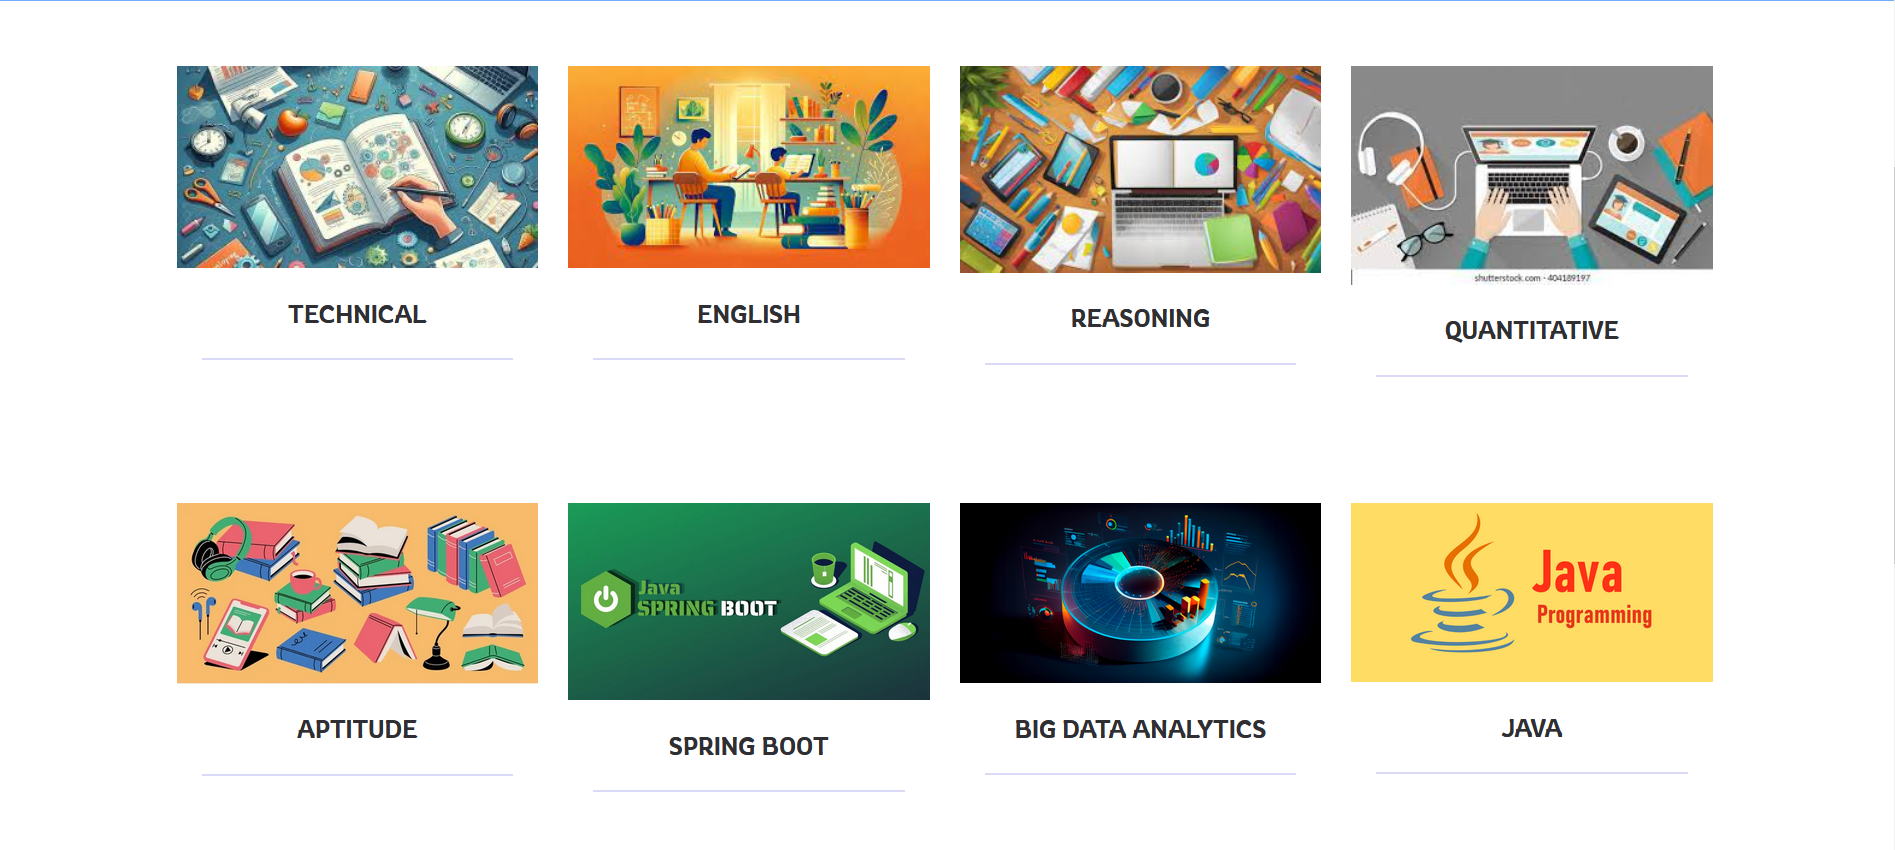 shutterstock.com · 404189197
TECHNICAL
ENGLISH
REASONING
QUANTITATIVE
Java
SPRING BOOT
Java
Programming
APTITUDE
SPRING BOOT
BIG DATA ANALYTICS
JAVA